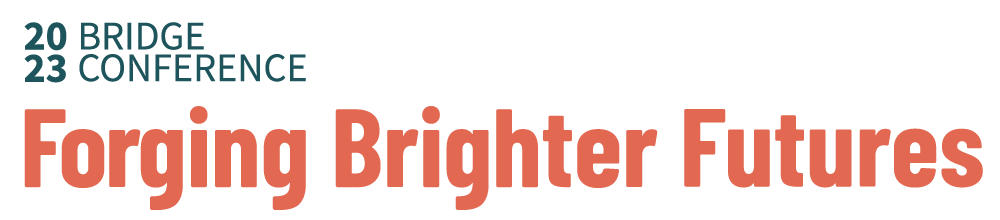 20 BRIDGE
23 CONFERENCE
Forging Brighter Futures